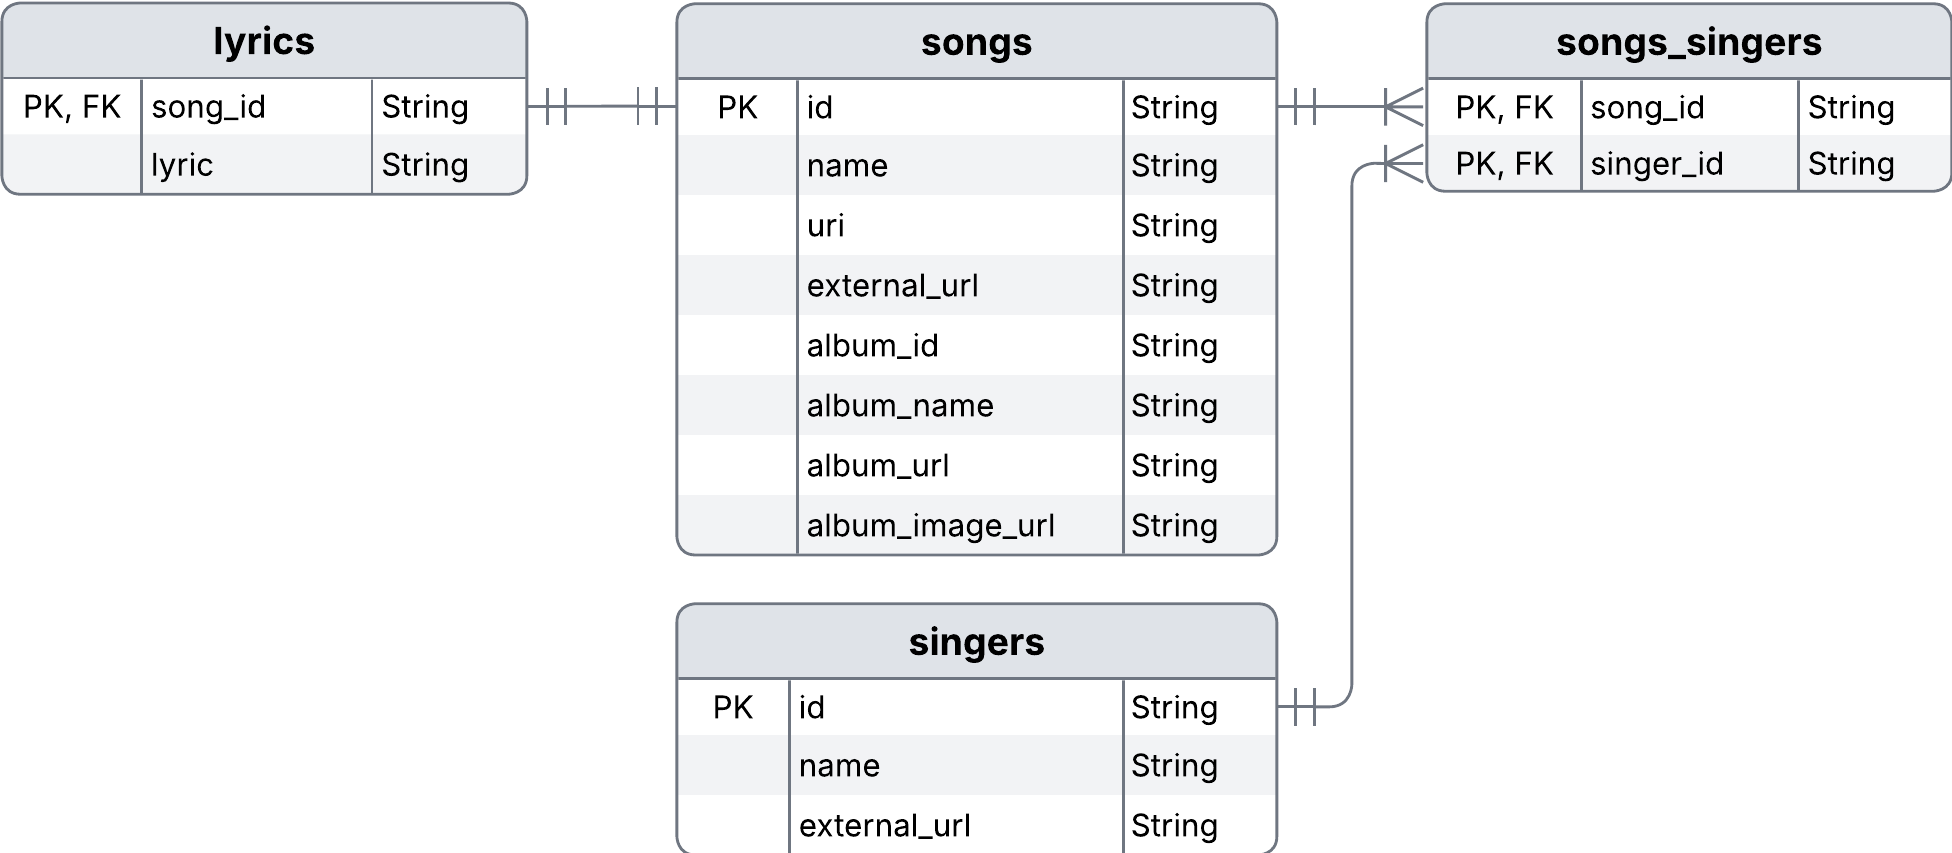 lyrics
PK, FK song_id String
lyric String
songs
PK id String
name String
uri String
external_url String
album_id String
album_name String
album_url String
album_image_url String
songs_singers
PK, FK song_id String
PK, FK singer_id String
singers
PK id String
name String
external_url String